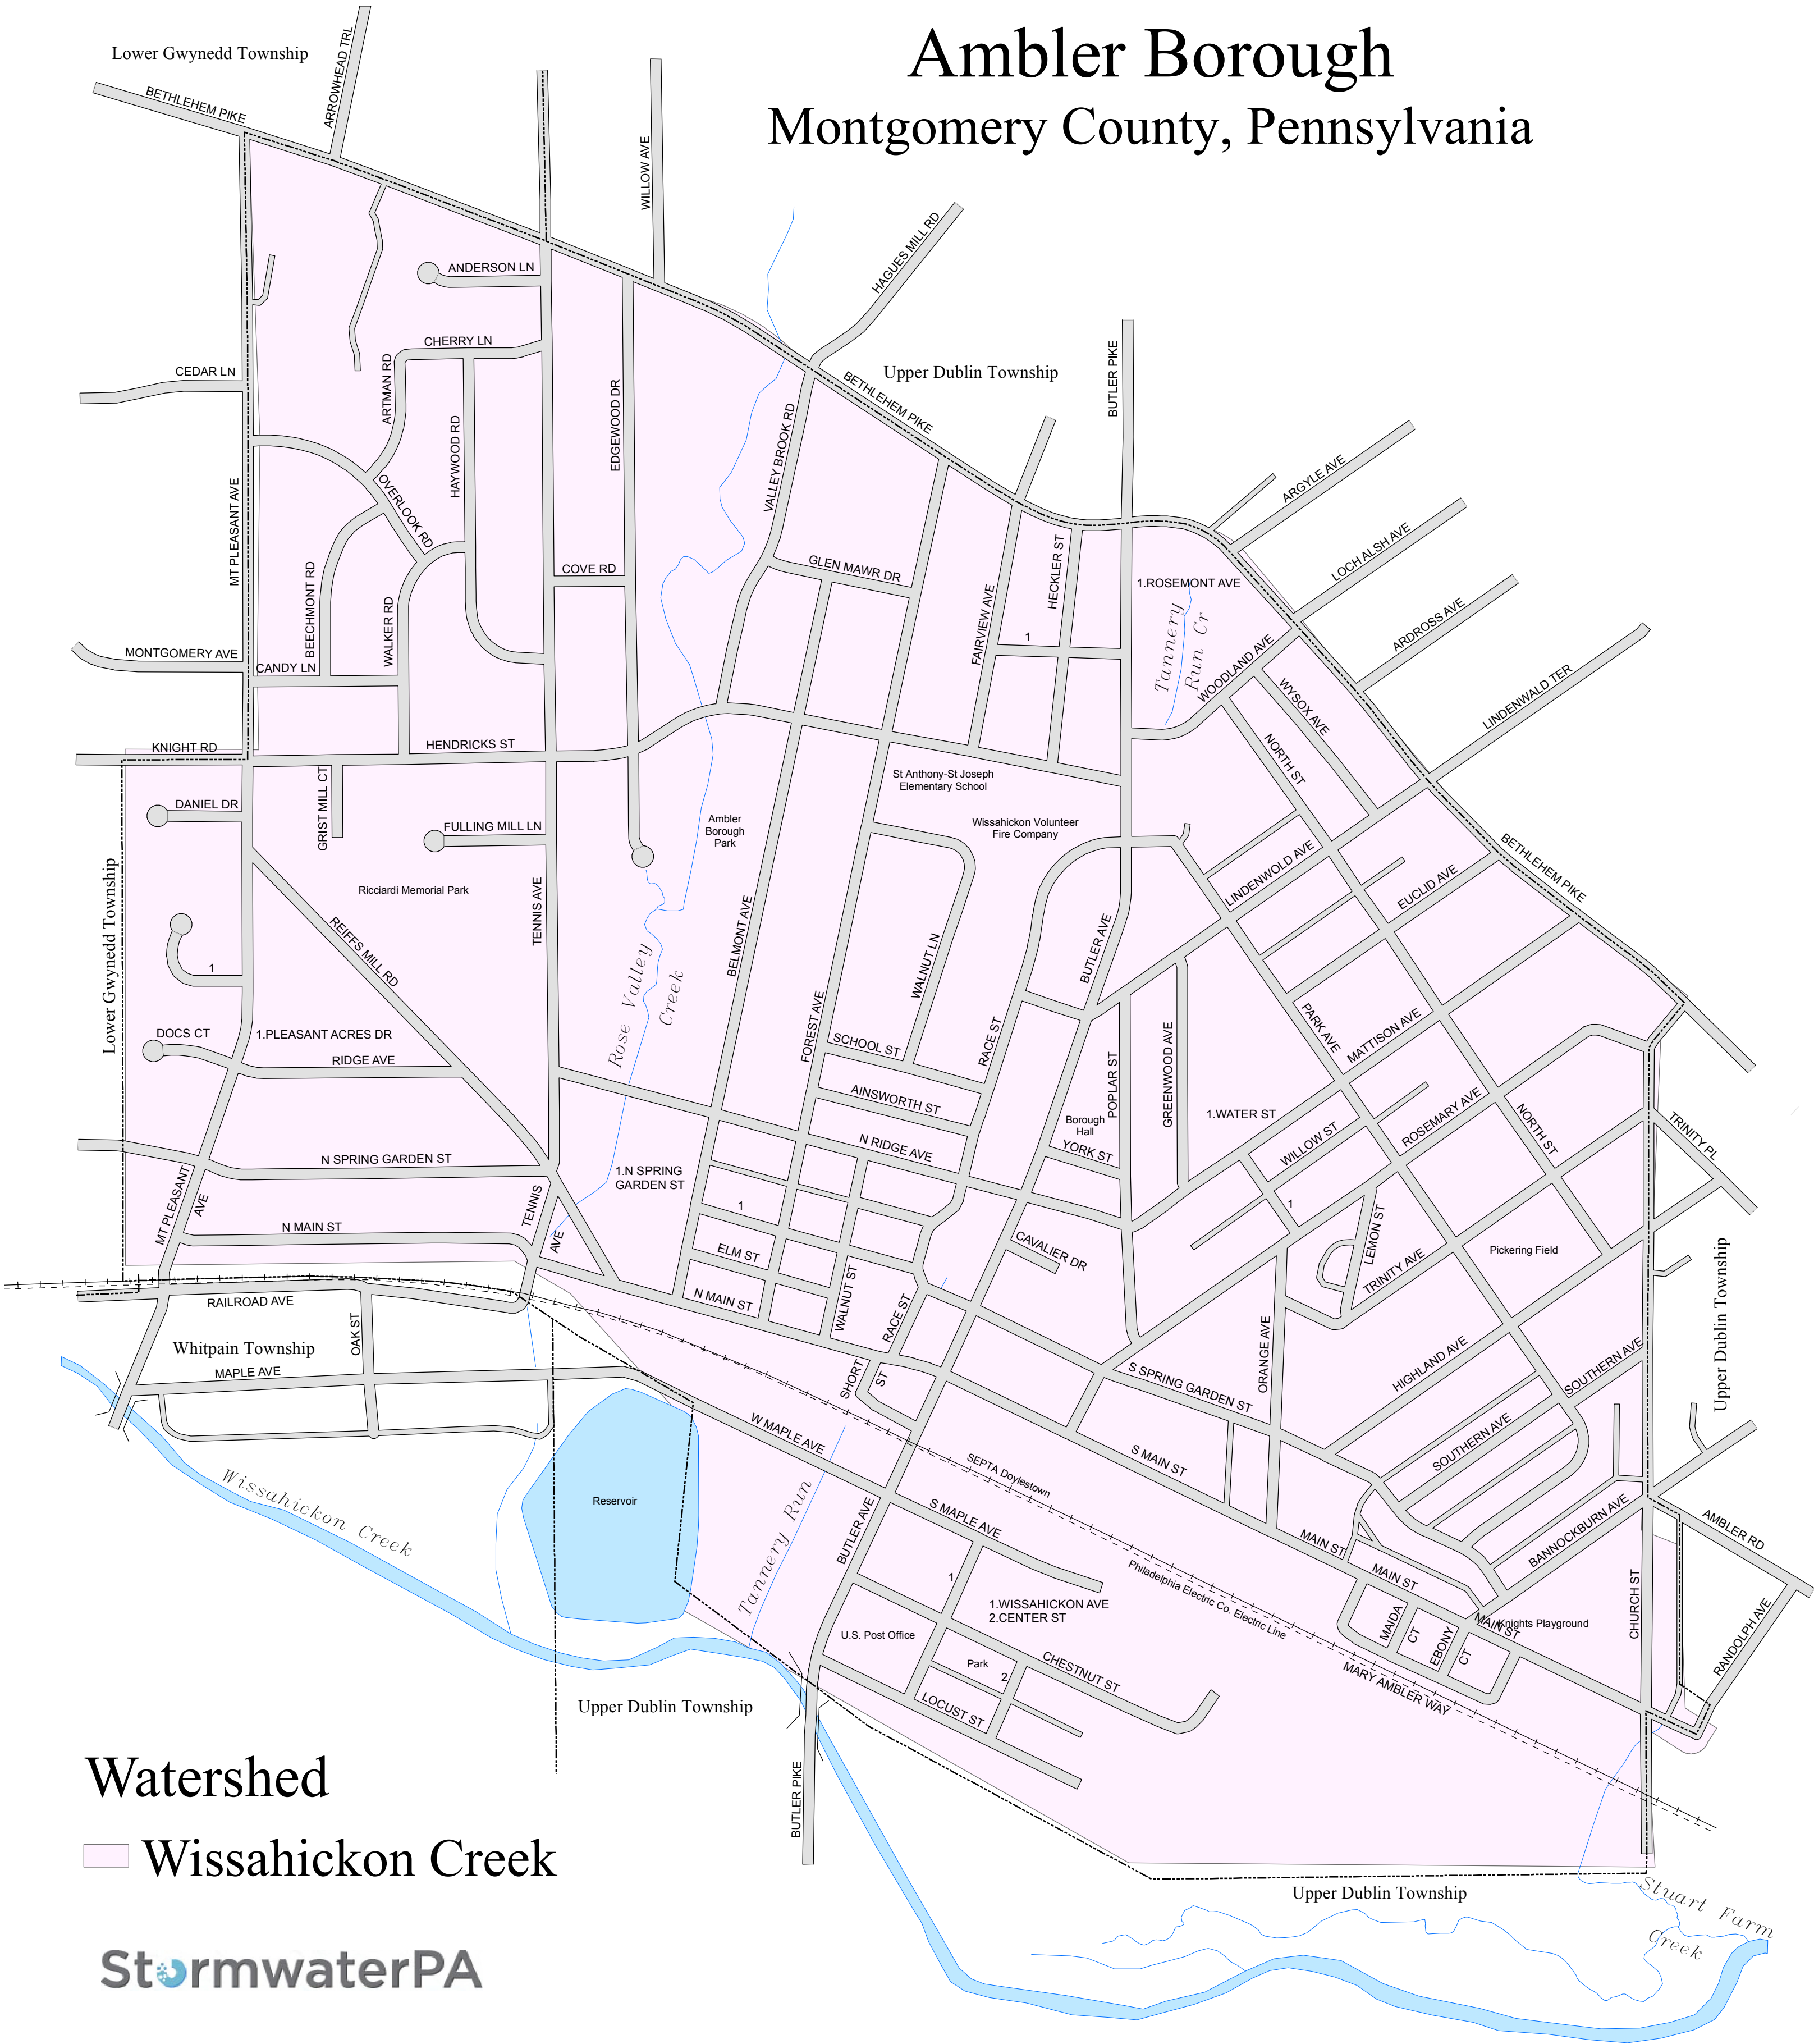 Ambler Borough
Montgomery County, Pennsylvania
Lower Gwynedd Township
BETHLEHEM PIKE
ARROWHEAD TRL
WILLOW AVE
HAGUES MILL RD
ANDERSON LN
CHERRY LN
CEDAR LN
ARTMAN RD
HAYWOOD RD
EDGEWOOD DR
VALLEY BROOK RD
BETHLEHEM PIKE
Upper Dublin Township
BUTLER PIKE
ARGYLE AVE
LOCH ALSH AVE
ARDROSS AVE
LINDENWALD TER
MT PLEASANT AVE
OVERLOOK RD
BEECHMONT RD
WALKER RD
COVE RD
GLEN MAWR DR
FAIRVIEW AVE
HECKLER ST
1
1.ROSEMONT AVE
Tannery
Run Cr
WOODLAND AVE
WYSOX AVE
NORTH ST
MONTGOMERY AVE
CANDY LN
KNIGHT RD
HENDRICKS ST
GRIST MILL CT
DANIEL DR
FULLING MILL LN
Ricciardi Memorial Park
Ambler
Borough
Park
St Anthony-St Joseph
Elementary School
Wissahickon Volunteer
Fire Company
LINDENWOLD AVE
EUCLID AVE
BETHLEHEM PIKE
Lower Gwynedd Township
REIFFS MILL RD
TENNIS AVE
Rose Valley
Creek
BELMONT AVE
FOREST AVE
WALNUT LN
RACE ST
BUTLER AVE
POPLAR ST
GREENWOOD AVE
PARK AVE
MATTISON AVE
1
DOCS CT
1.PLEASANT ACRES DR
RIDGE AVE
SCHOOL ST
AINSWORTH ST
N RIDGE AVE
Borough
Hall
YORK ST
1.WATER ST
WILLOW ST
ROSEMARY AVE
NORTH ST
TRINITY PL
N SPRING GARDEN ST
1.N SPRING
GARDEN ST
1
MT PLEASANT
AVE
N MAIN ST
TENNIS
AVE
ELM ST
N MAIN ST
WALNUT ST
RACE ST
CAVALIER DR
1
LEMON ST
TRINITY AVE
Pickering Field
Upper Dublin Township
RAILROAD AVE
OAK ST
Whitpain Township
MAPLE AVE
SHORT
ST
S SPRING GARDEN ST
ORANGE AVE
HIGHLAND AVE
SOUTHERN AVE
SOUTHERN AVE
W MAPLE AVE
S MAIN ST
SEPTA Doylestown
Wissahickon Creek
Reservoir
Tannery Run
BUTLER AVE
S MAPLE AVE
MAIN ST
MAIN ST
BANNOCKBURN AVE
AMBLER RD
Philadelphia Electric Co. Electric Line
1
1.WISSAHICKON AVE
2.CENTER ST
U.S. Post Office
Park
2
CHESTNUT ST
LOCUST ST
MAIDA
CT
EBONY
CT
MAIN ST
Knights Playground
CHURCH ST
RANDOLPH AVE
MARY AMBLER WAY
Upper Dublin Township
BUTLER PIKE
Watershed
Wissahickon Creek
Upper Dublin Township
Stuart Farm
Creek
StormwaterPA